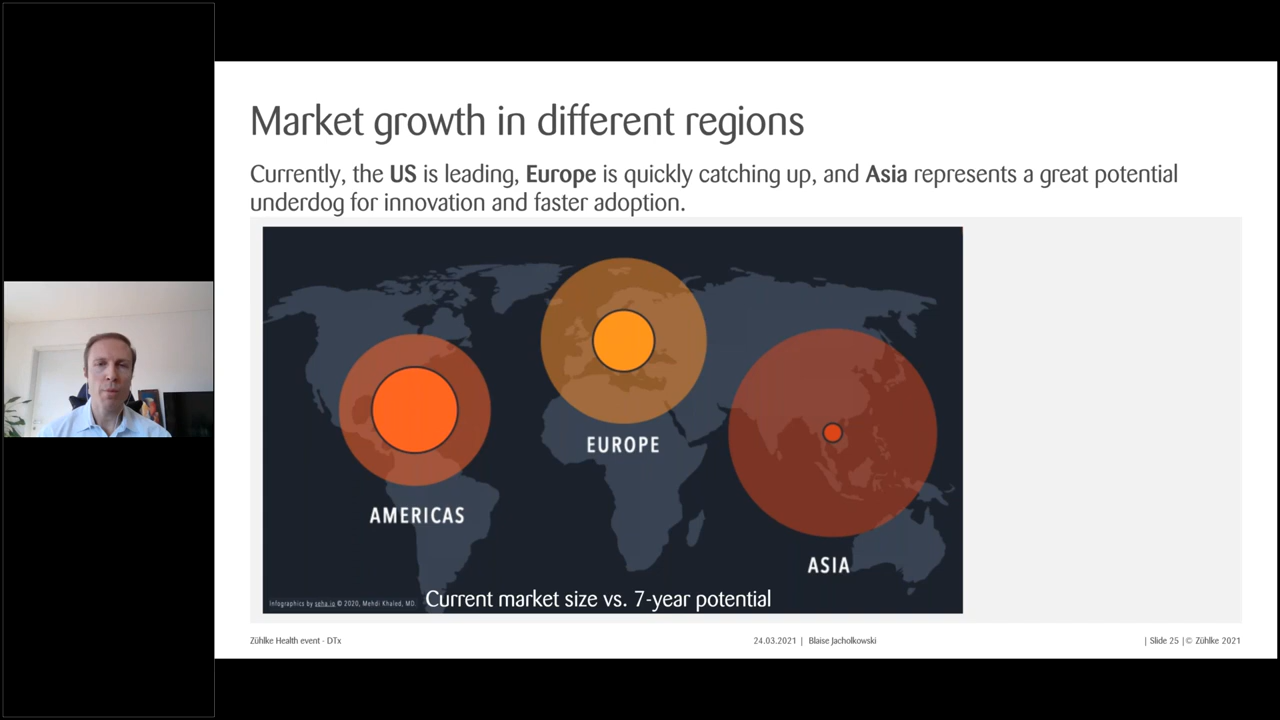 Market growth in different regions
Currently, the US is leading, Europe is quickly catching up, and Asia represents a great potential
underdog for innovation and faster adoption.
EUROPE
AMERICAS
ASIA
Infographics by seha.io © 2020, Mehdi Khaled, MD.
Current market size vs. 7-year potential
Zühlke Health event - DTx
24.03.2021 | Blaise Jacholkowski
| Slide 25 | © Zühlke 2021